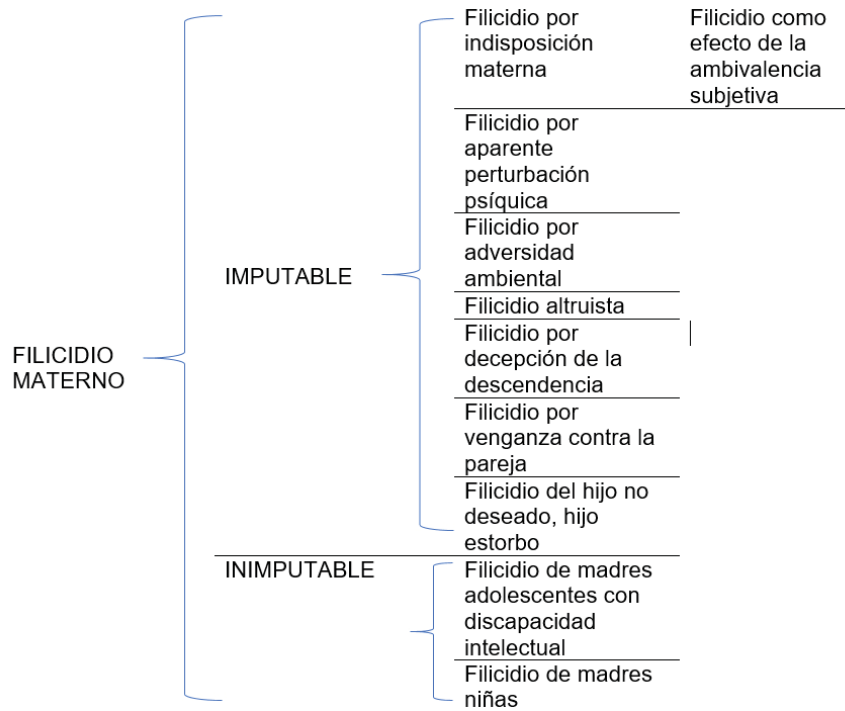 FILICIDIO
MATERNO
IMPUTABLE
Filicidio por
indisposición
materna
Filicidio como
efecto de la
ambivalencia
subjetiva
Filicidio por
aparente
perturbación
psíquica
Filicidio por
adversidad
ambiental
Filicidio altruista
Filicidio por
decepción de la
descendencia
Filicidio por
venganza contra la
pareja
Filicidio del hijo no
deseado, hijo
estorbo
INIMPUTABLE
Filicidio de madres
adolescentes con
discapacidad
intelectual
Filicidio de madres
niñas